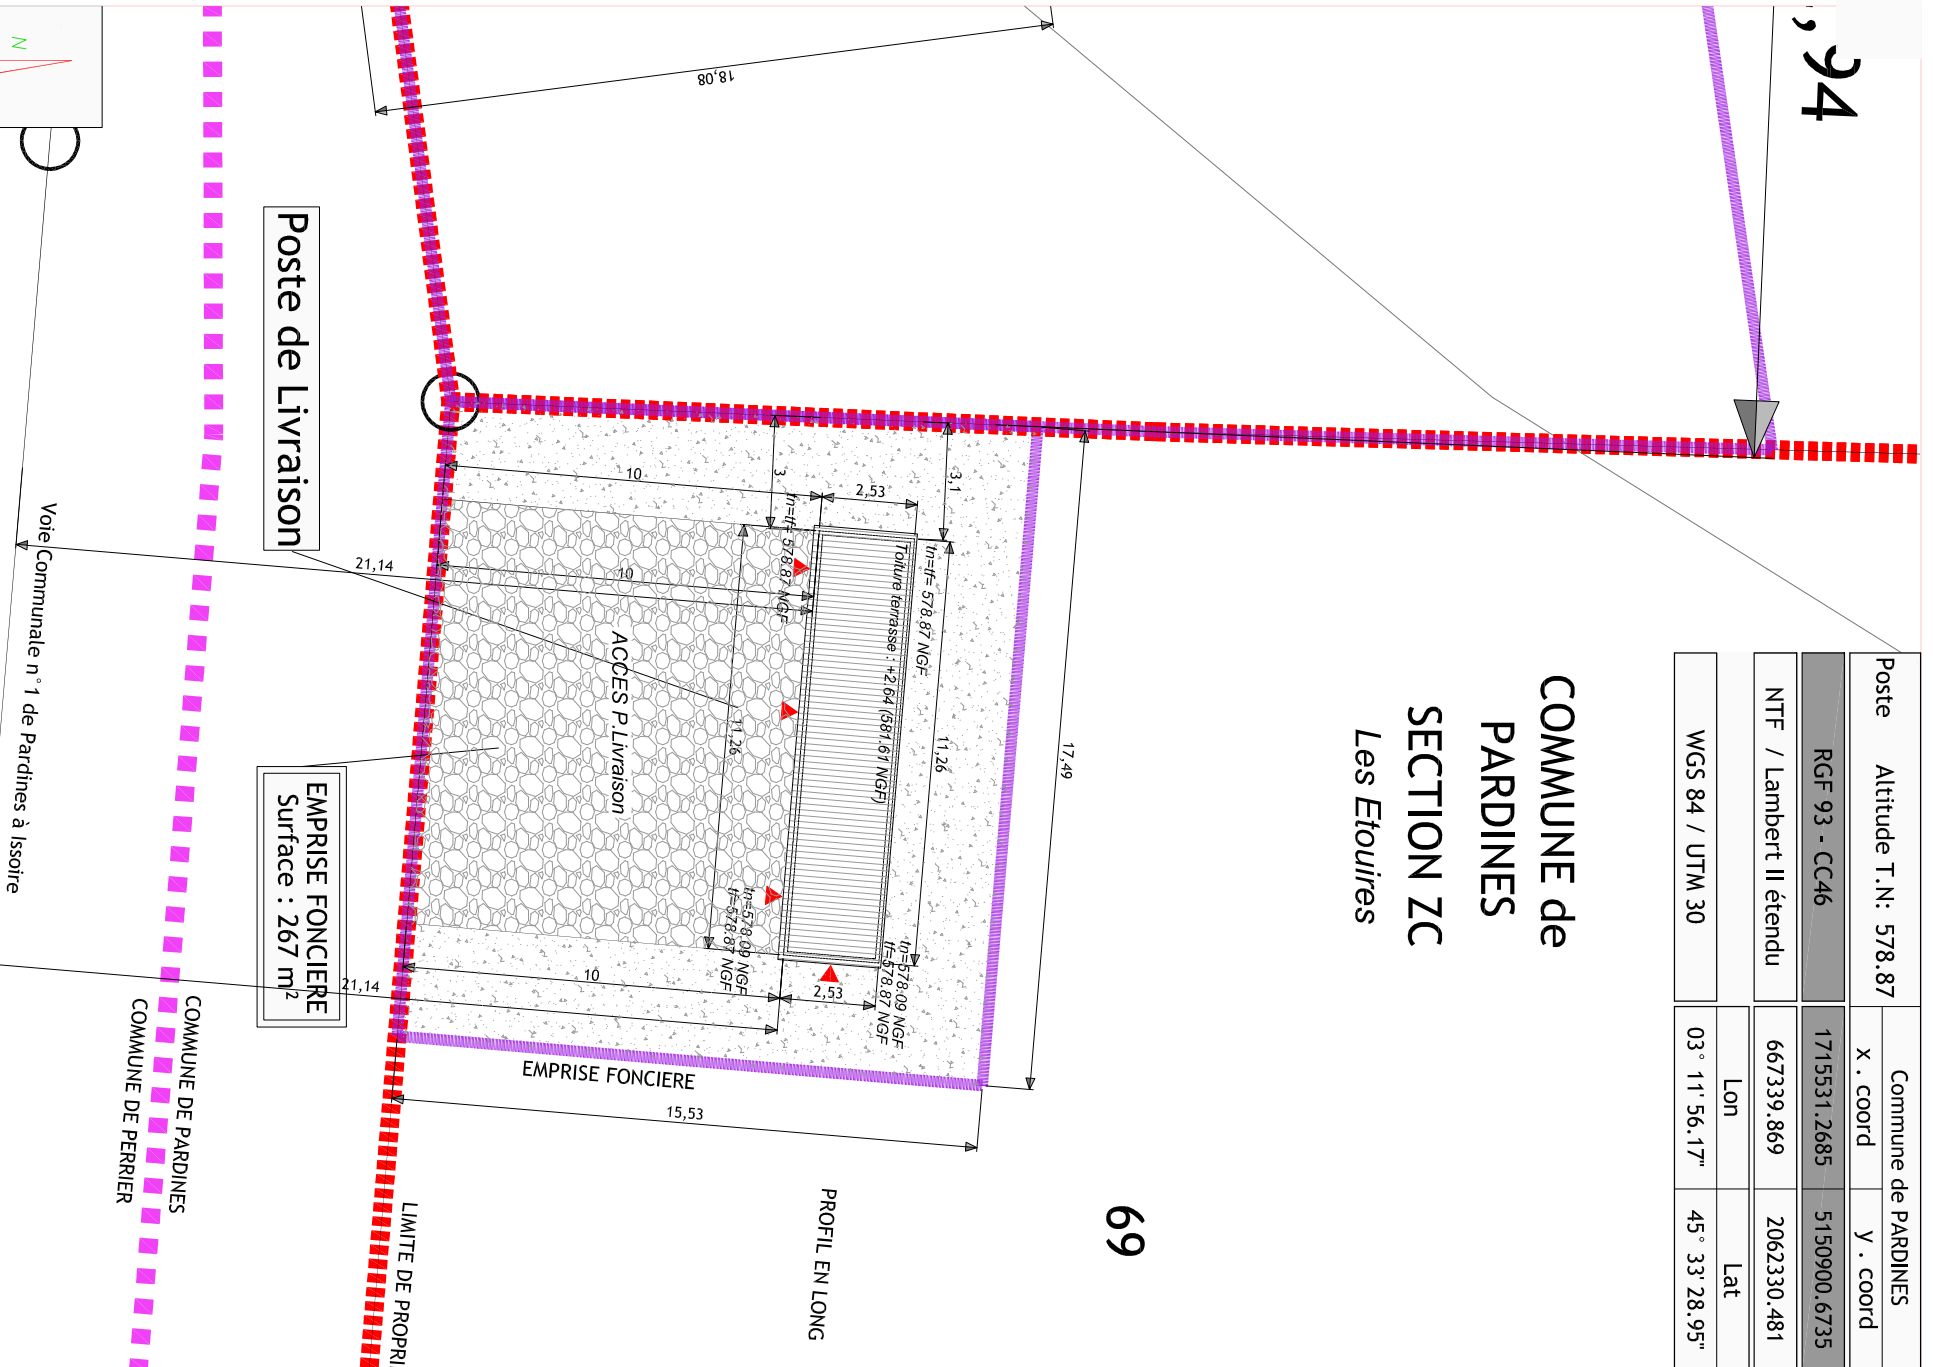 ,94
N
18,08
Poste de Livraison
Voie Communale n°1 de Pardines à Issoire
21,14
10
3
2,53
3,1
tn=tf= 578.87 NGF
tn=tf= 578.87 NGF
10
Toiture terrasse : +2.64 (581.61 NGF)
ACCES P.Livraison
11,26
11,26
17,49
EMPRISE FONCIERE
Surface : 267 m²
tn=578.09 NGF
tf=578.87 NGF
tn=578.09 NGF
tf=578.87 NGF
10
2,53
21,14
EMPRISE FONCIERE
15,53
COMMUNE DE PARDINES
COMMUNE DE PERRIER
LIMITE DE PROPRI
PROFIL EN LONG
69
COMMUNE de
PARDINES
SECTION ZC
Les Etouires
Poste Altitude T.N: 578.87
Commune de PARDINES
x . coord y . coord
RGF 93 - CC46 1715531.2685 5150900.6735
NTF / Lambert II étendu 667339.869 2062330.481
Lon Lat
WGS 84 / UTM 30 03° 11' 56.17" 45° 33' 28.95"